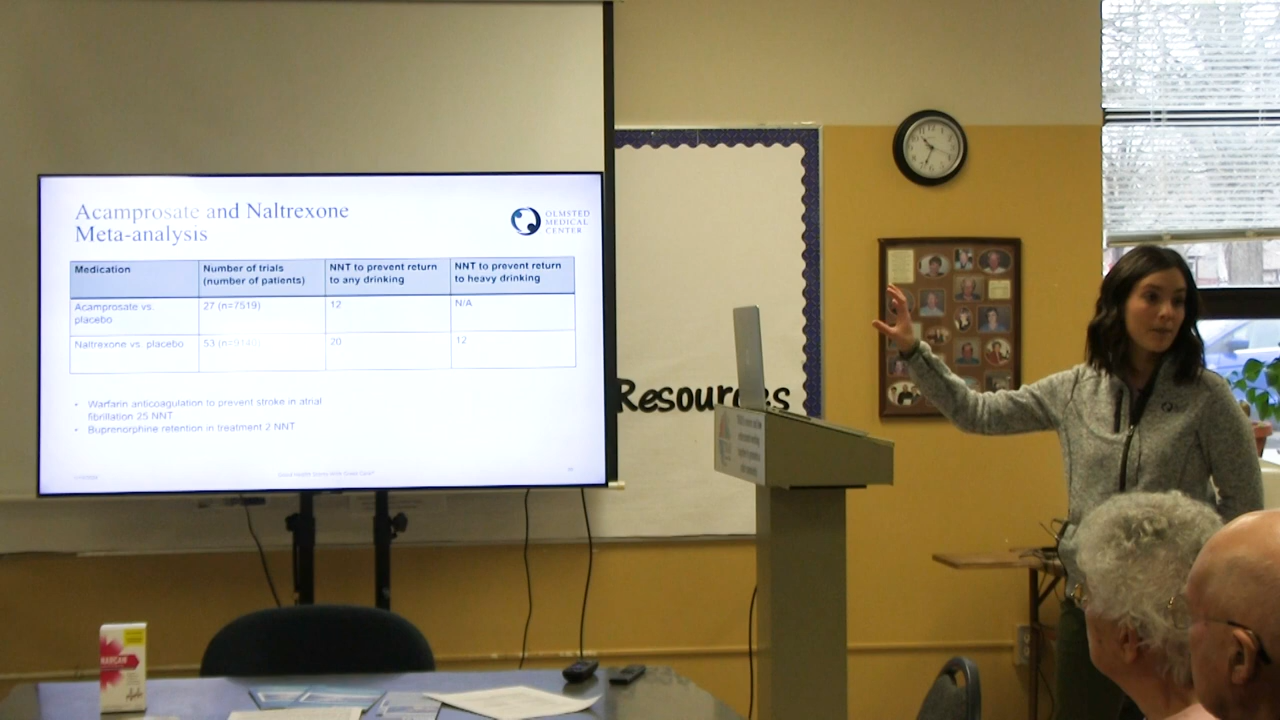 Acamprosate and Naltrexone
Meta-analysis
OLMSTED
MEDICAL
CENTER
Medication
Number of trials
(number of patients)
NNT to prevent return
to any drinking
NNT to prevent return
to heavy drinking
Acamprosate vs.
placebo
27 (n=7519)
12
N/A
Naltrexone vs. placebo
53
20
12
• Warfarin anticoagulation to prevent stroke in atrial
fibrillation 25 NNT
• Buprenorphine retention in treatment 2 NNT
Resources
NARCAN